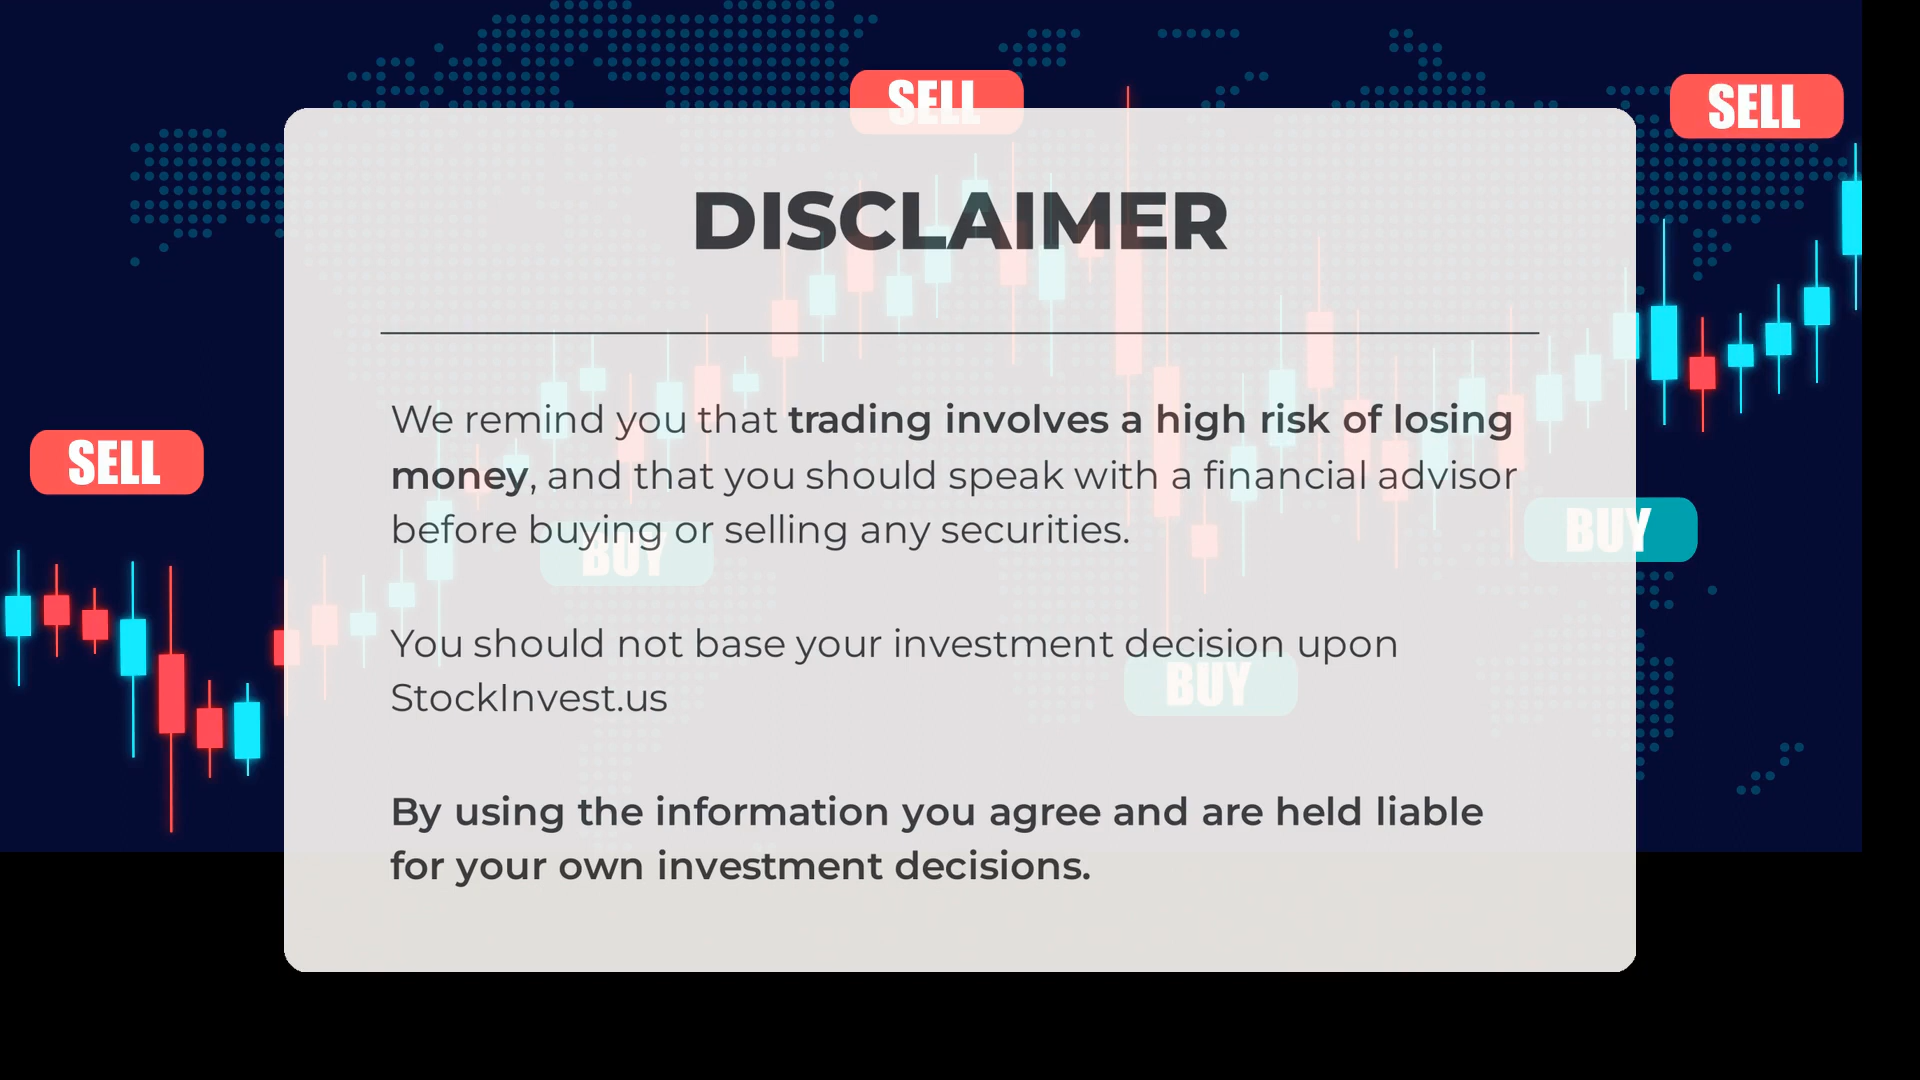 SELL
SELL
DISCLAIMER
We remind you that trading involves a high risk of losing
money, and that you should speak with a financial advisor
before buying or selling any securities.
SELL
BUY
BUY
You should not base your investment decision upon
StockInvest.us
BUY
By using the information you agree and are held liable
for your own investment decisions.